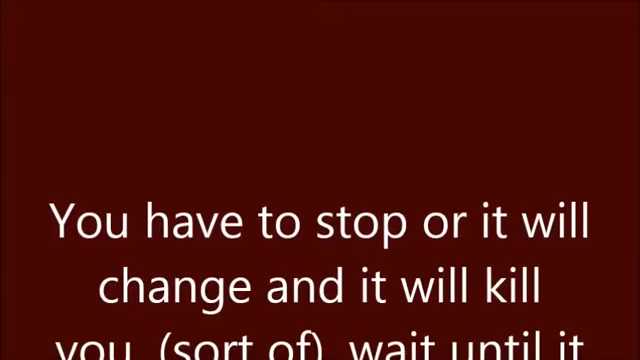 You have to stop or it will
change and it will kill
you (sort of) wait until it